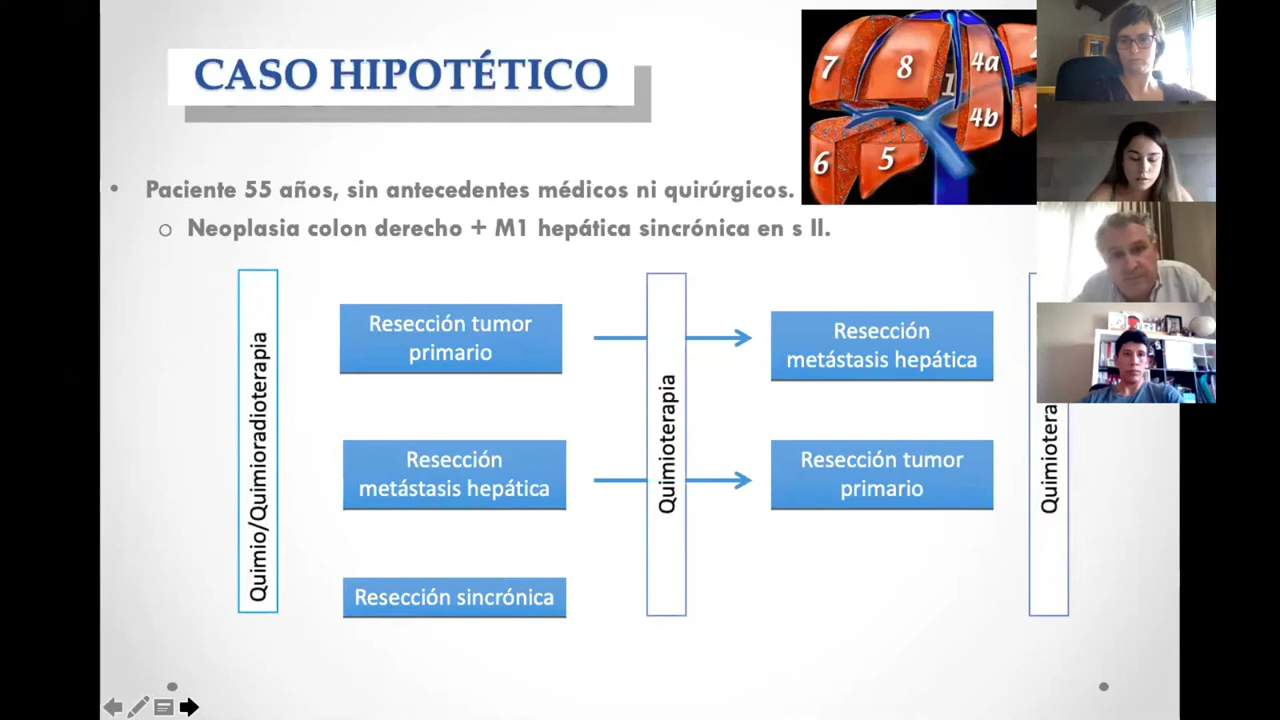 CASO HIPOTÉTICO
7
8
1
4a
4b
6
5
Paciente 55 años, sin antecedentes médicos ni quirúrgicos.
Neoplasia colon derecho + M1 hepática sincrónica en s II.
Quimio/Quimioradioterapia
Resección tumor
primario
Resección
metástasis hepática
Resección sincrónica
Quimioterapia
Resección
metástasis hepática
Resección tumor
primario
Quimiotera